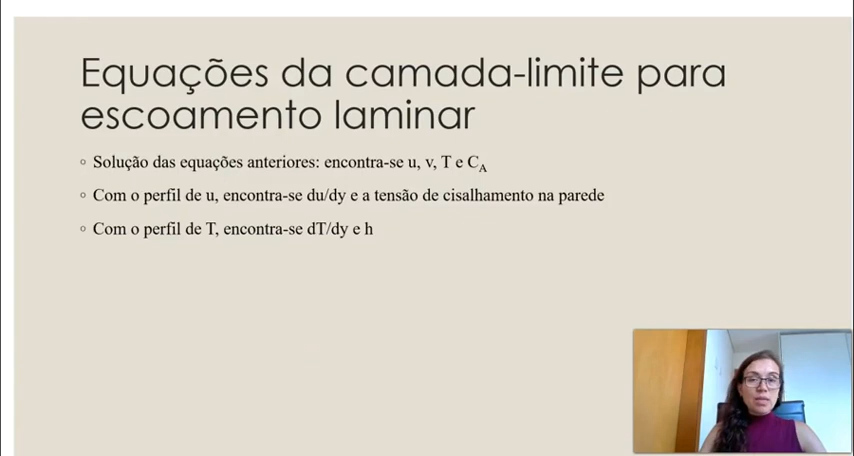 Equações da camada-limite para
escoamento laminar
◦ Solução das equações anteriores: encontra-se u, v, T e C_A
◦ Com o perfil de u, encontra-se du/dy e a tensão de cisalhamento na parede
◦ Com o perfil de T, encontra-se dT/dy e h